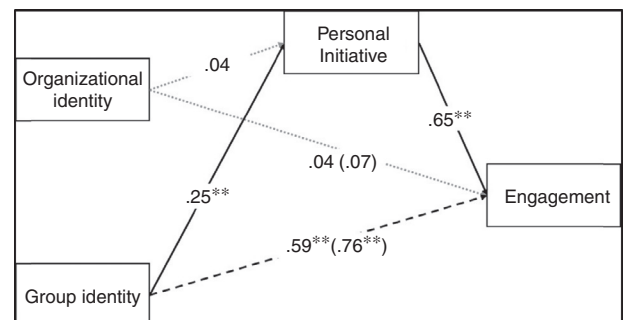 Personal
Initiative
.04
Organizational
identity
.65**
.04 (.07)
.25**
Engagement
.59**(.76**)
Group identity